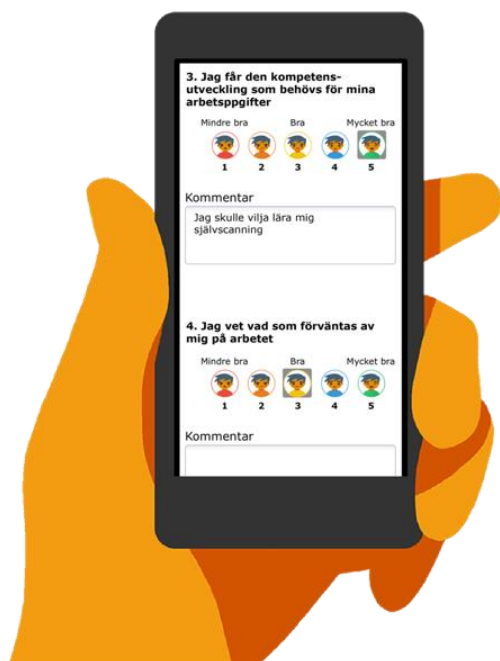 3. Jag får den kompetens-
utveckling som behövs för mina
arbetsppgifter
Mindre bra Bra Mycket bra
1 2 3 4 5
Kommentar
Jag skulle vilja lära mig
självscanning
4. Jag vet vad som förväntas av
mig på arbetet
Mindre bra Bra Mycket bra
1 2 3 4 5
Kommentar